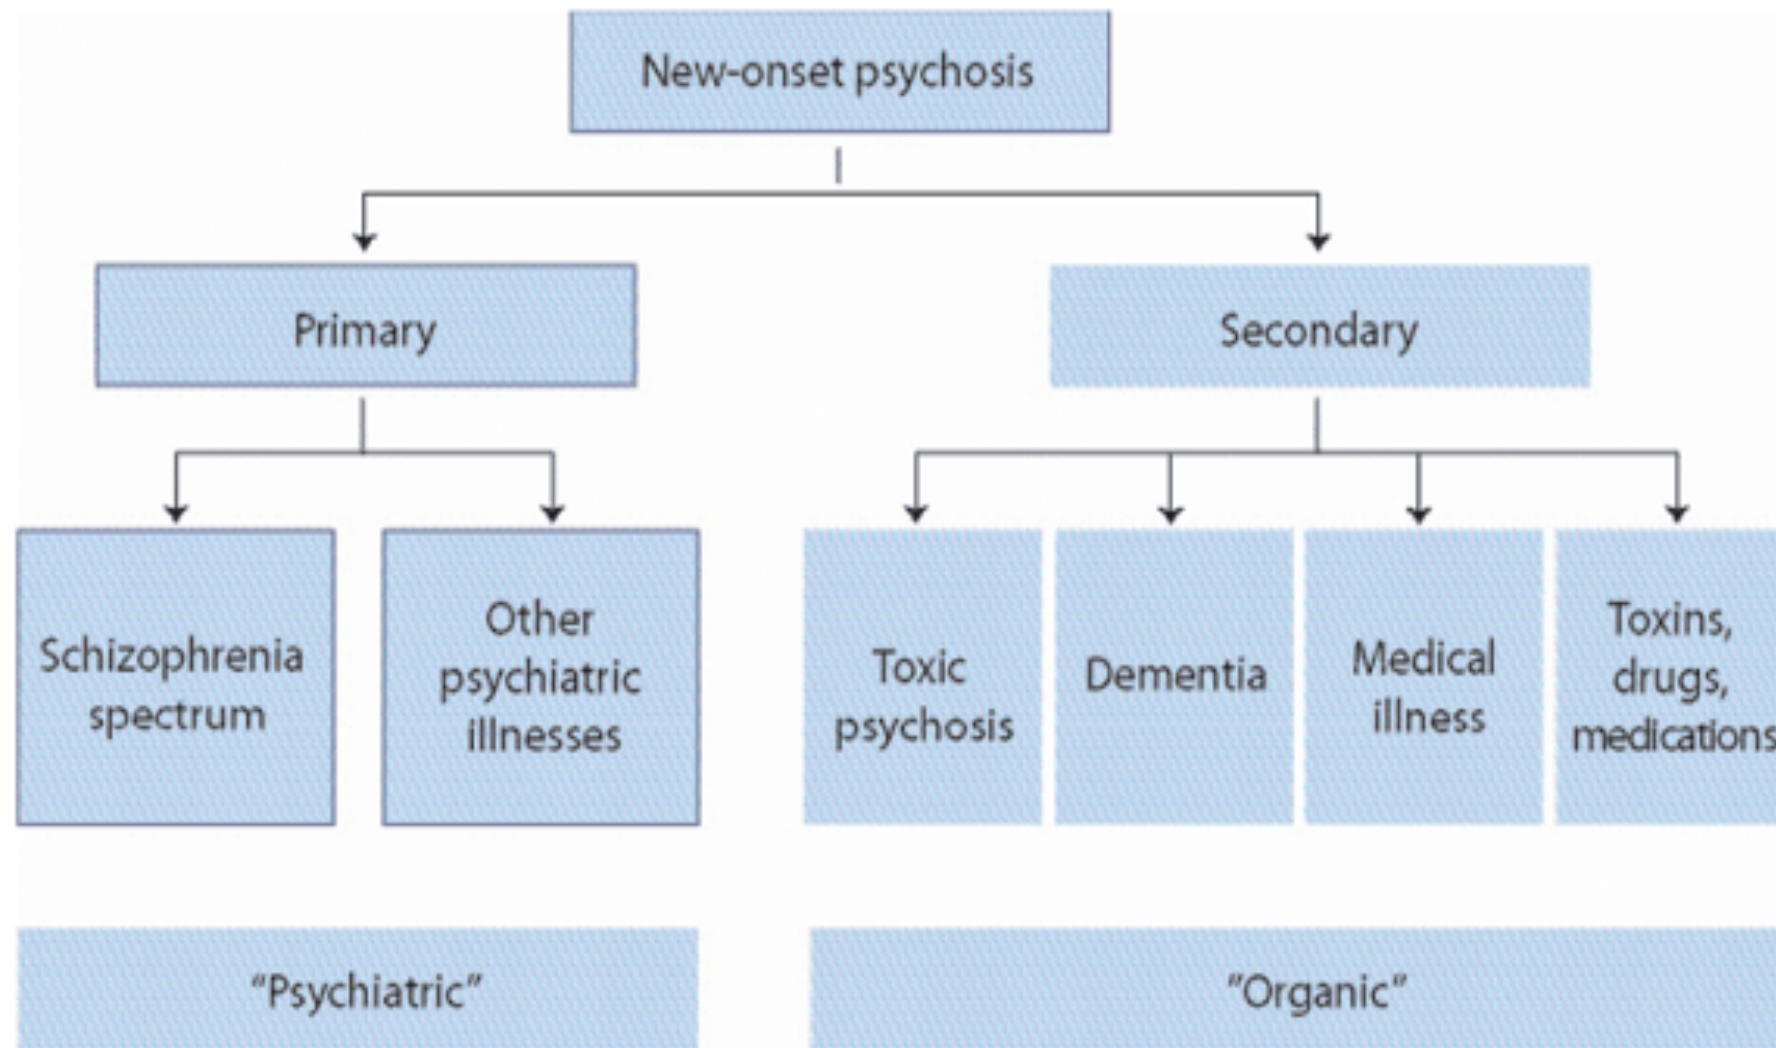 New-onset psychosis
Primary
Secondary
Schizophrenia
spectrum
Other
psychiatric
illnesses
Toxic
psychosis
Dementia
Medical
illness
Toxins,
drugs,
medications
“Psychiatric”
”Organic”